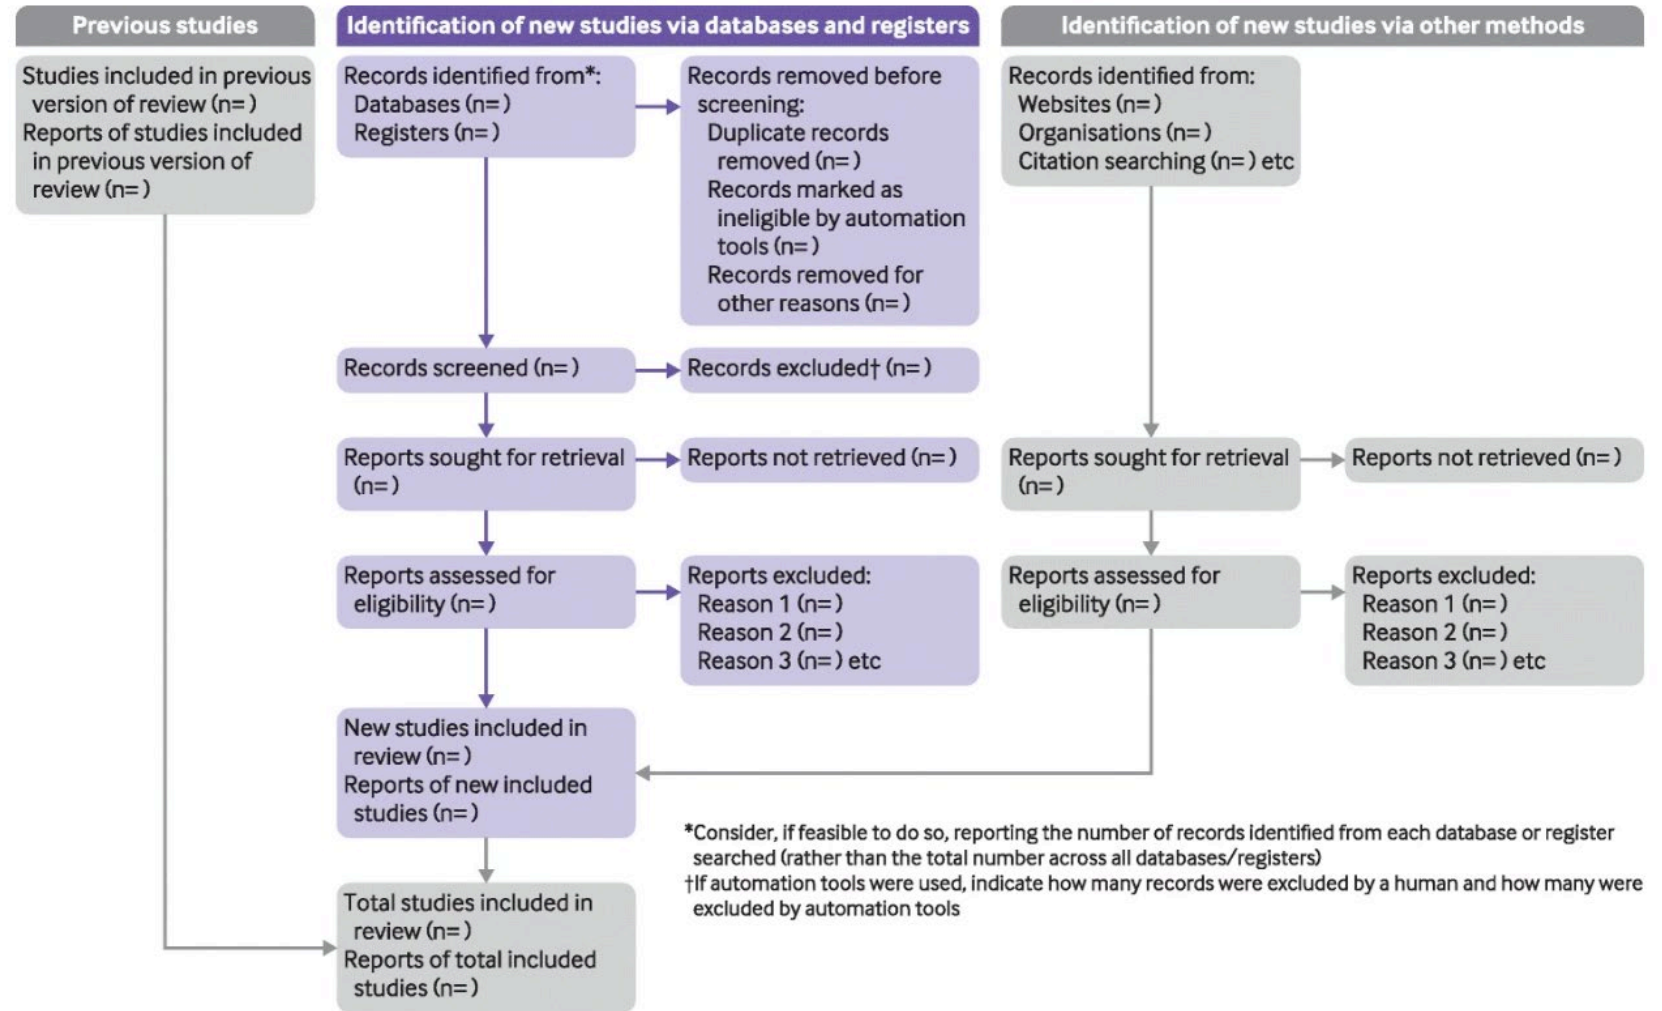 Previous studies
Identification of new studies via databases and registers
Identification of new studies via other methods
Studies included in previous
version of review (n= )
Reports of studies included
in previous version of
review (n= )
Records identified from*:
Databases (n= )
Registers (n= )
Records removed before
screening:
Duplicate records
removed (n= )
Records marked as
ineligible by automation
tools (n= )
Records removed for
other reasons (n= )
Records identified from:
Websites (n= )
Organisations (n= )
Citation searching (n= ) etc
Records screened (n= )
Records excluded† (n= )
Reports sought for retrieval
(n= )
Reports not retrieved (n= )
Reports sought for retrieval
(n= )
Reports not retrieved (n= )
Reports assessed for
eligibility (n= )
Reports excluded:
Reason 1 (n= )
Reason 2 (n= )
Reason 3 (n= ) etc
Reports assessed for
eligibility (n= )
Reports excluded:
Reason 1 (n= )
Reason 2 (n= )
Reason 3 (n= ) etc
New studies included in
review (n= )
Reports of new included
studies (n= )
Total studies included in
review (n= )
Reports of total included
studies (n= )
*Consider, if feasible to do so, reporting the number of records identified from each database or register
searched (rather than the total number across all databases/registers)
†If automation tools were used, indicate how many records were excluded by a human and how many were
excluded by automation tools